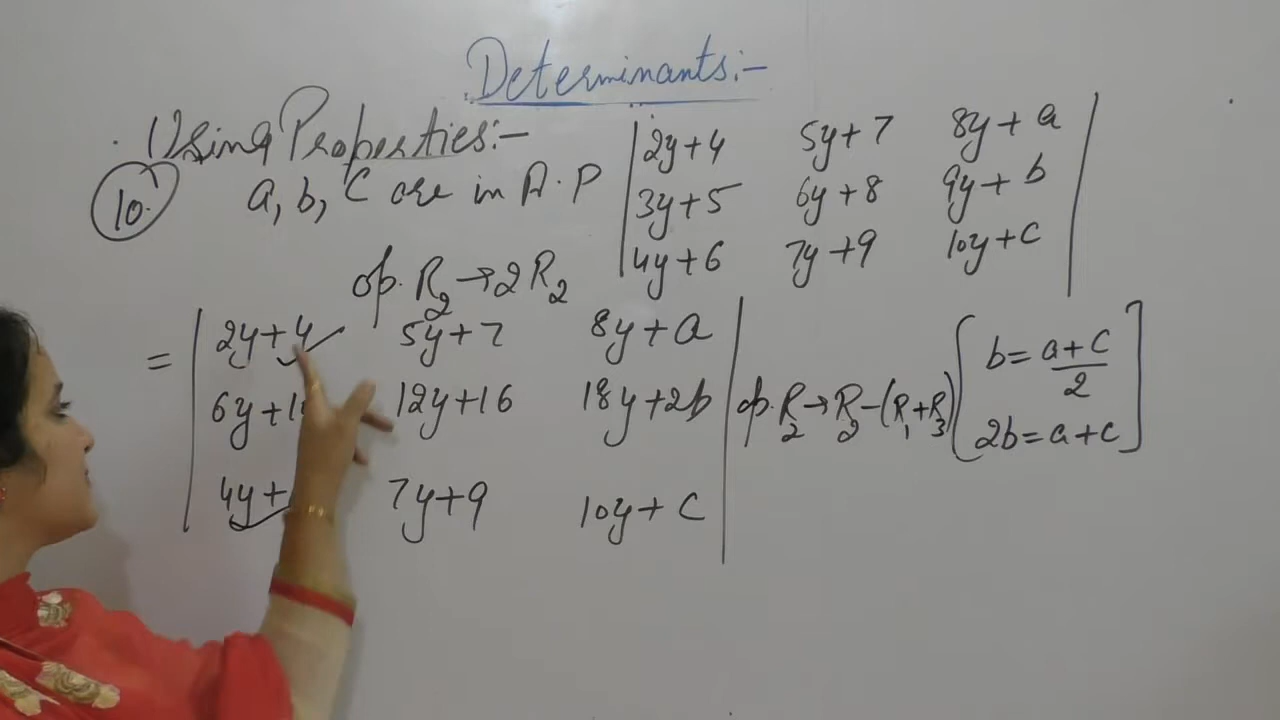 Determinants:-
Using Properties:-
10. a, b, c are in A.P
2y+4 5y+7 8y+a
3y+5 6y+8 9y+b
4y+6 7y+9 10y+c
op. R2→2R2
= 2y+4 5y+7 8y+a
6y+1 12y+16 18y+2b op. R2→R2-(R1+R3)
4y+ 7y+9 10y+c
b=a+c/2
2b=a+c